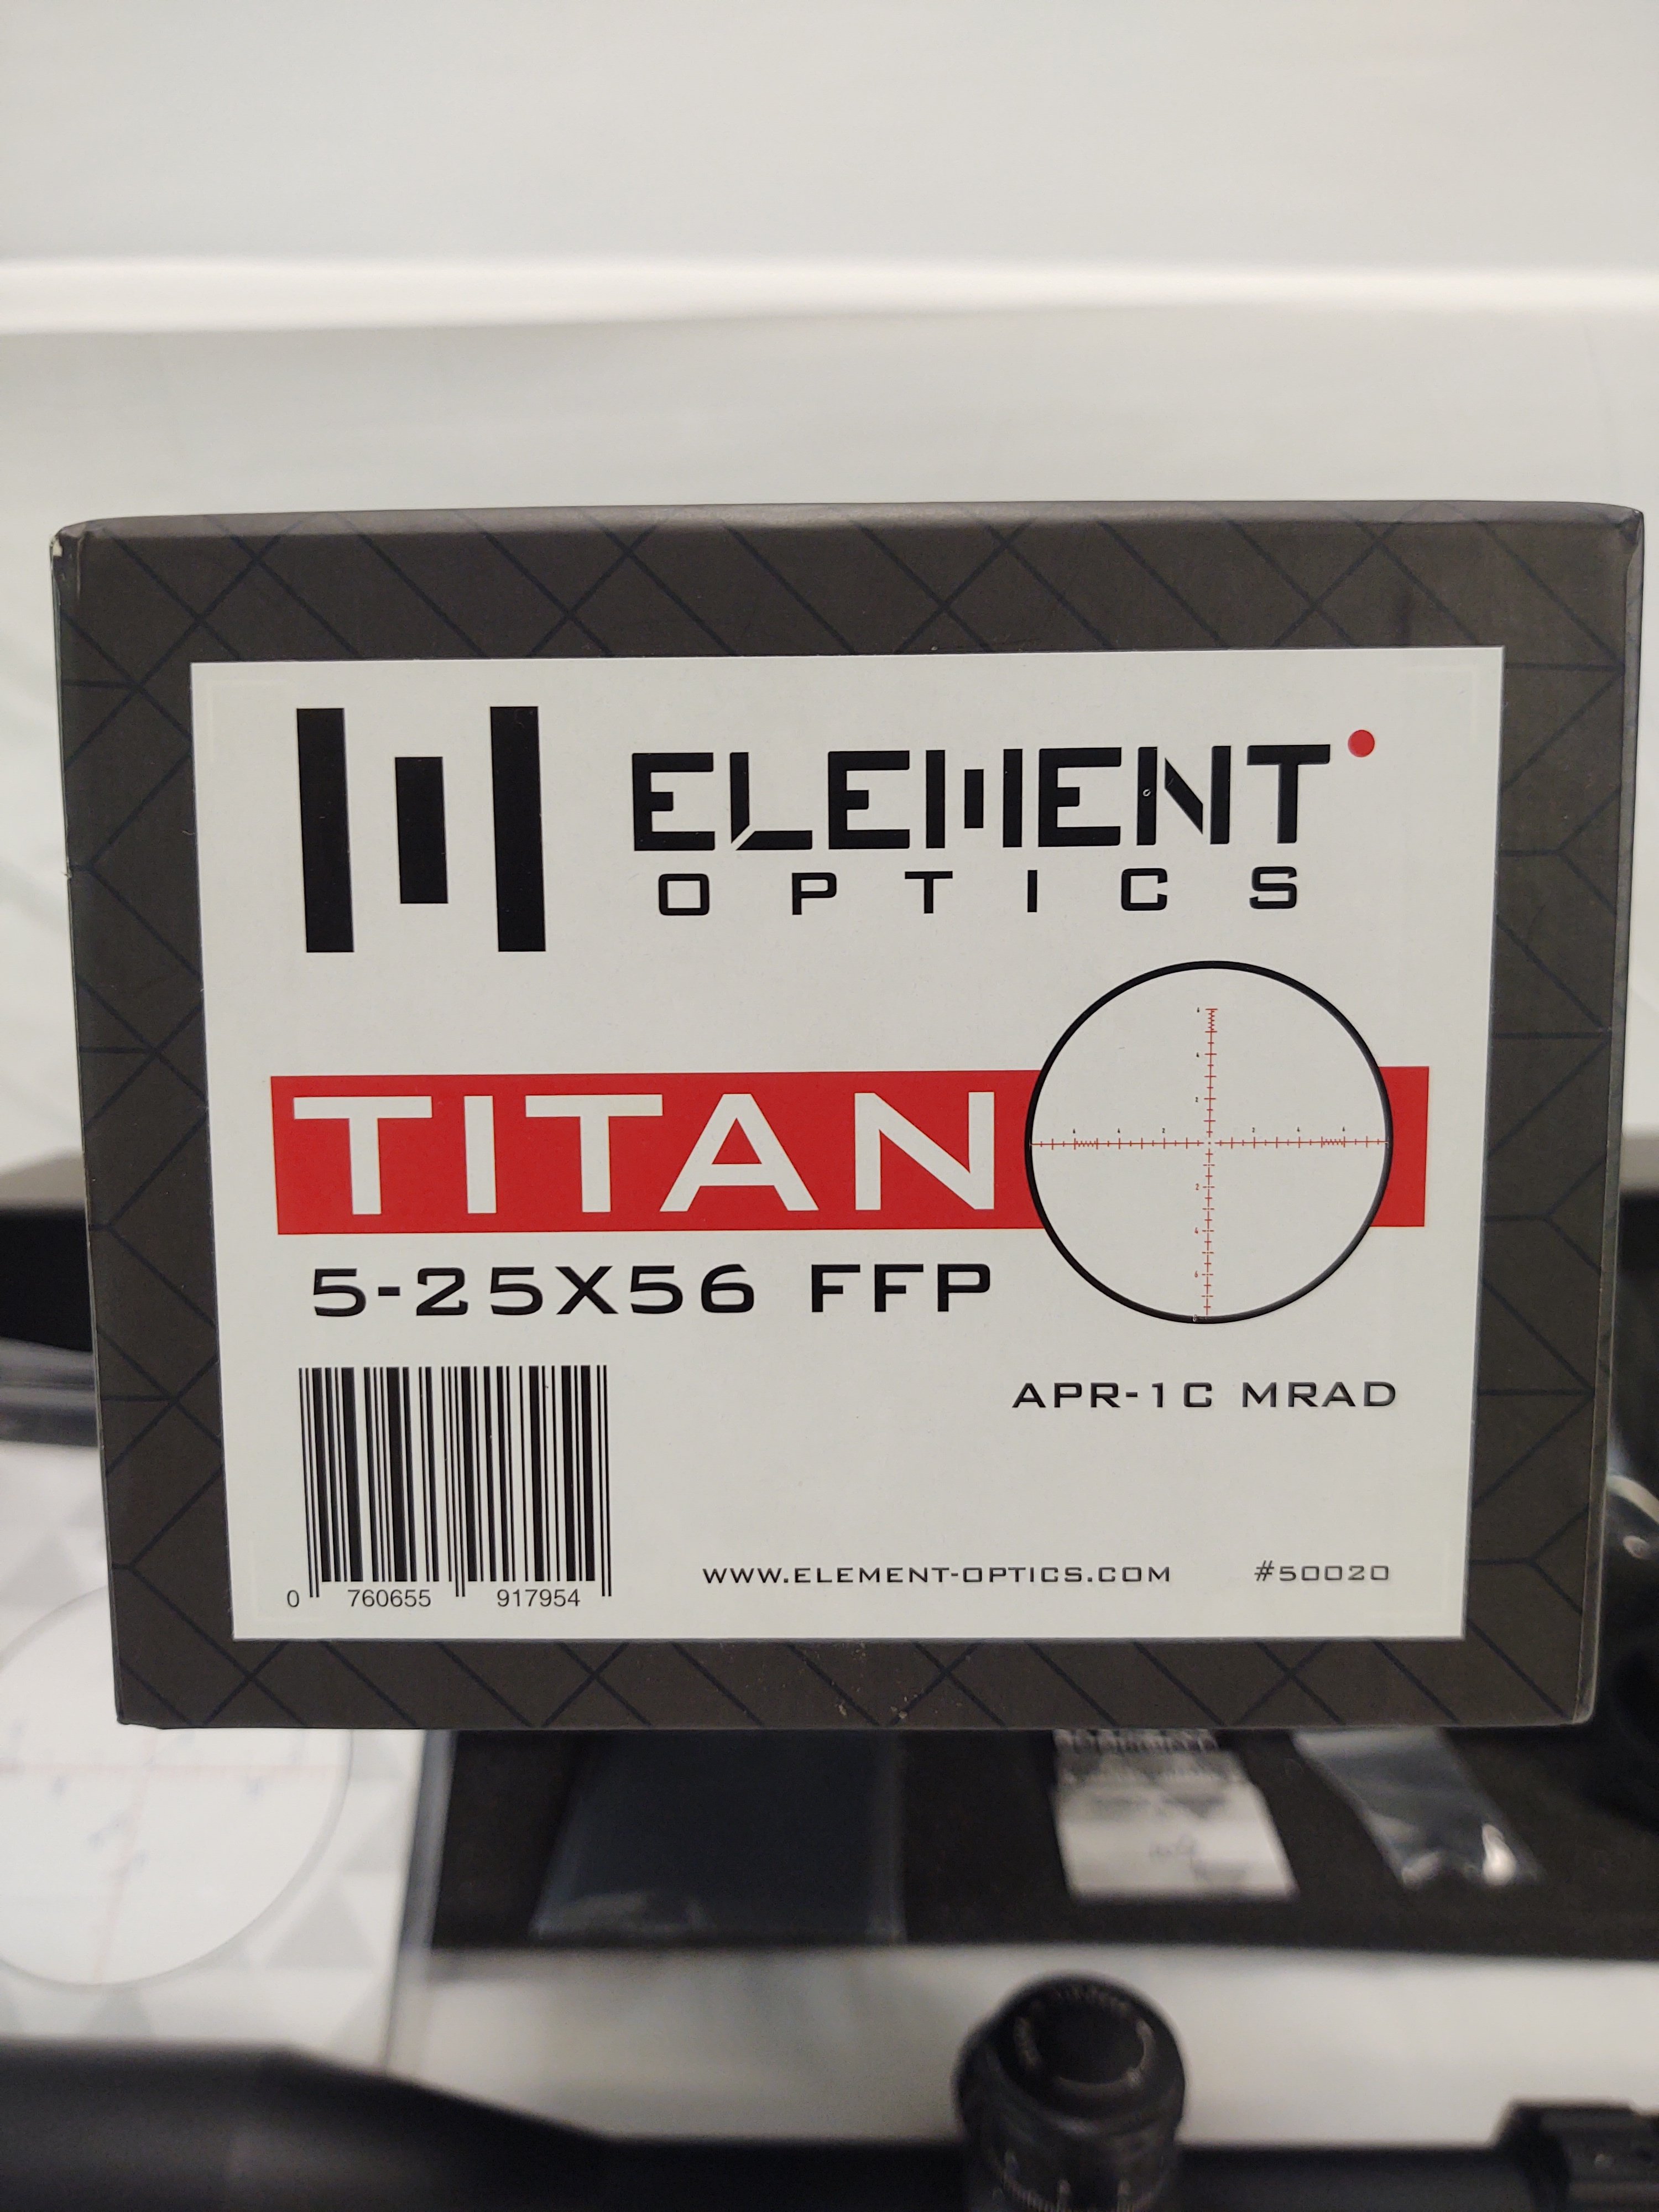 ELEMENT
OPTICS
TITAN
5-25X56 FFP
APR-1C MRAD
0 760655 917954
WWW.ELEMENT-OPTICS.COM #50020